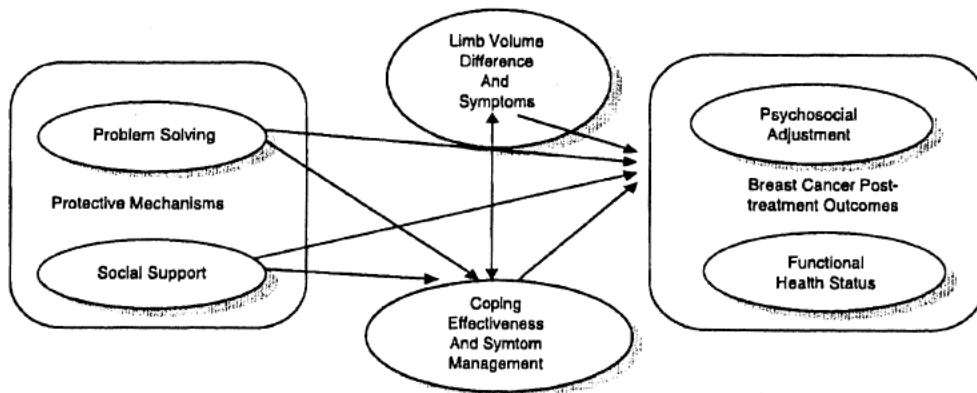 Limb Volume
Difference
And
Symptoms
Problem Solving
Protective Mechanisms
Social Support
Coping
Effectiveness
And Symtom
Management
Psychosocial
Adjustment
Breast Cancer Post-
treatment Outcomes
Functional
Health Status